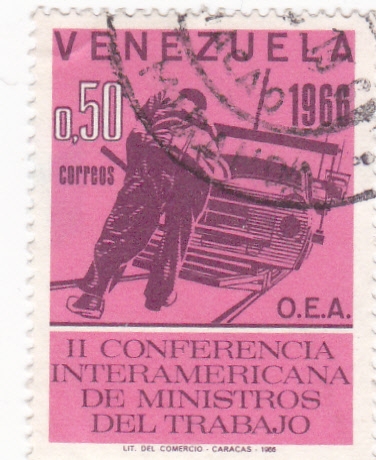 VENEZUELA
0,50 1966
correos
O.E.A.
II CONFERENCIA
INTERAMERICANA
DE MINISTROS
DEL TRABAJO
LIT. DEL COMERCIO - CARACAS - 1966